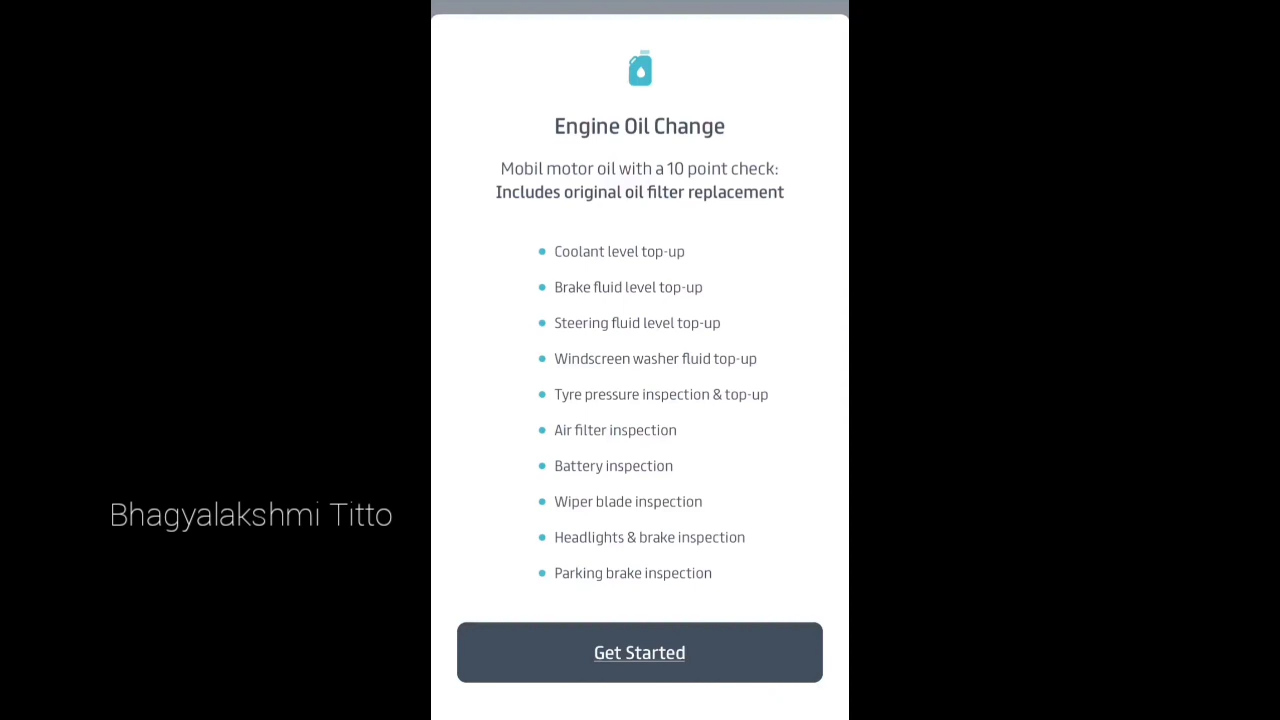 Engine Oil Change
Mobil motor oil with a 10 point check:
Includes original oil filter replacement
Coolant level top-up
Brake fluid level top-up
Steering fluid level top-up
Windscreen washer fluid top-up
Tyre pressure inspection & top-up
Air filter inspection
Battery inspection
Wiper blade inspection
Headlights & brake inspection
Parking brake inspection
Get Started
Bhagyalakshmi Titto